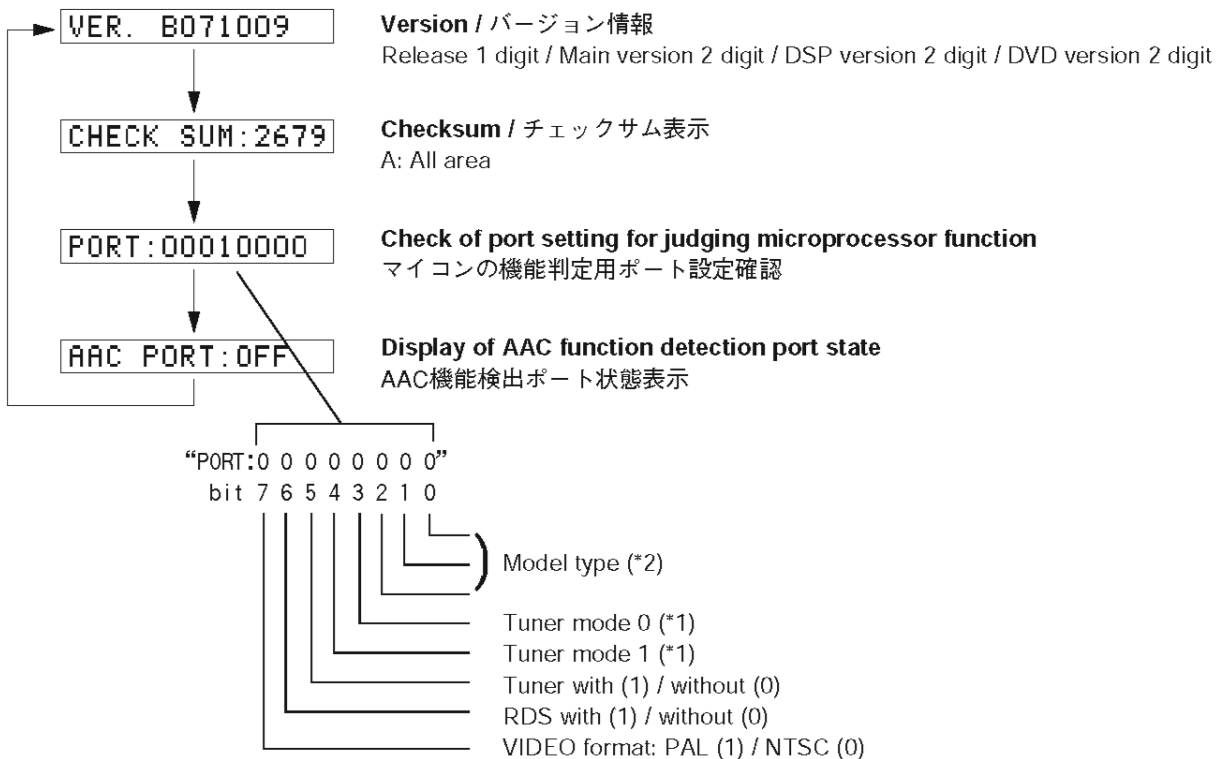 VER. B071009
Version / バージョン情報
Release 1 digit / Main version 2 digit / DSP version 2 digit / DVD version 2 digit
CHECK SUM:2679
Checksum / チェックサム表示
A: All area
PORT:00010000
Check of port setting for judging microprocessor function
マイコンの機能判定用ポート設定確認
AAC PORT:OFF
Display of AAC function detection port state
AAC機能検出ポート状態表示
“PORT:0 0 0 0 0 0 0 0”
bit 7 6 5 4 3 2 1 0
Model type (*2)
Tuner mode 0 (*1)
Tuner mode 1 (*1)
Tuner with (1) / without (0)
RDS with (1) / without (0)
VIDEO format: PAL (1) / NTSC (0)